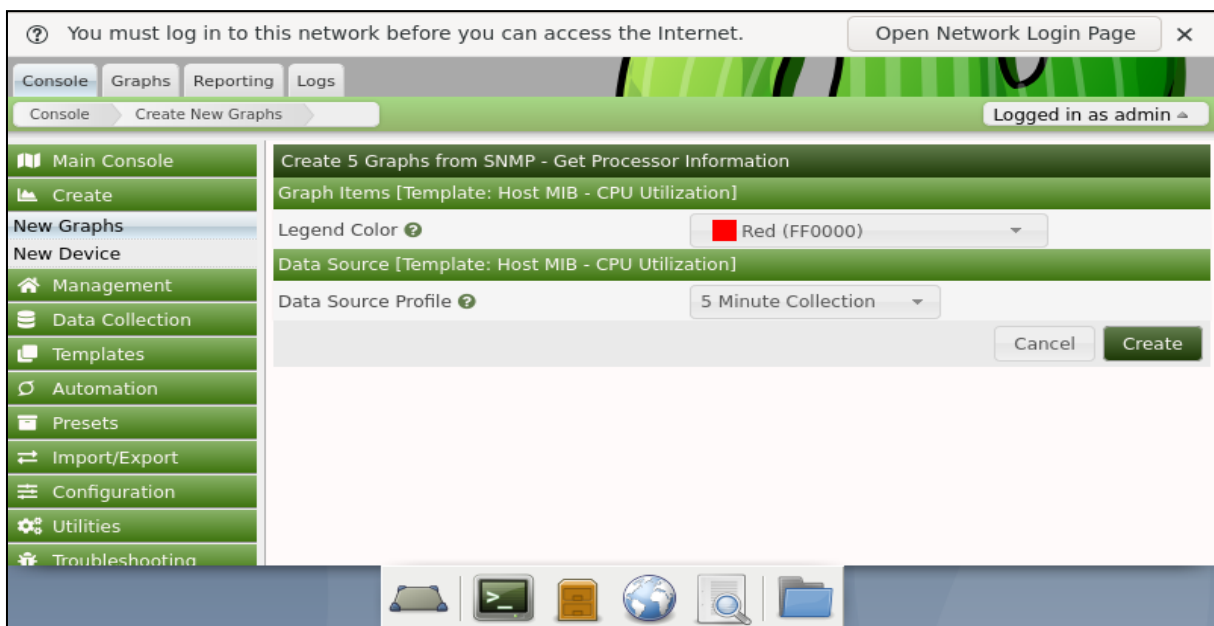 You must log in to this network before you can access the Internet. Open Network Login Page
Console Graphs Reporting Logs
Console Create New Graphs Logged in as admin
Main Console
Create
New Graphs
New Device
Management
Data Collection
Templates
Automation
Presets
Import/Export
Configuration
Utilities
Troubleshooting
Create 5 Graphs from SNMP - Get Processor Information
Graph Items [Template: Host MIB - CPU Utilization]
Legend Color Red (FF0000)
Data Source [Template: Host MIB - CPU Utilization]
Data Source Profile 5 Minute Collection
Cancel Create